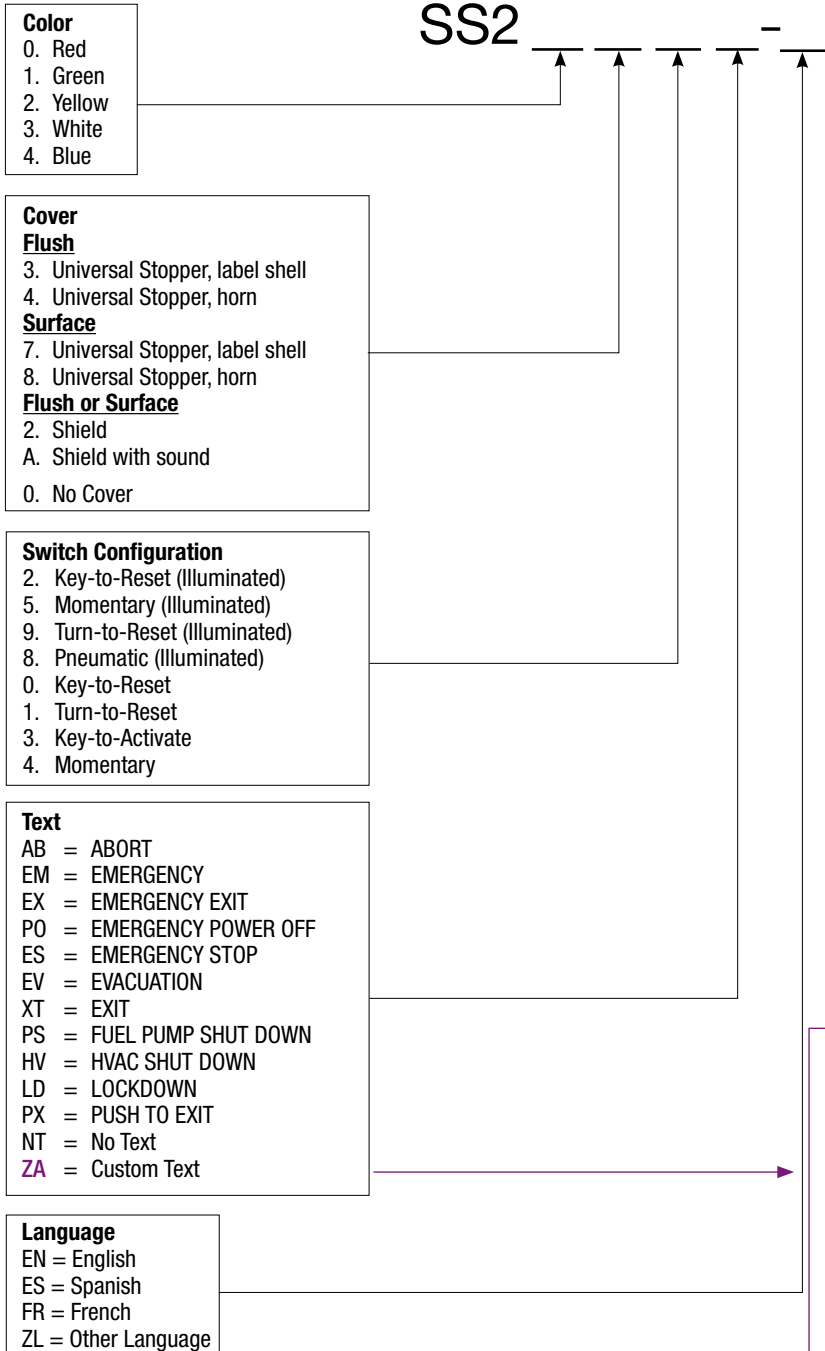 SS2 __ __ __ __-__
Color
0. Red
1. Green
2. Yellow
3. White
4. Blue
Cover
Flush
3. Universal Stopper, label shell
4. Universal Stopper, horn
Surface
7. Universal Stopper, label shell
8. Universal Stopper, horn
Flush or Surface
2. Shield
A. Shield with sound
0. No Cover
Switch Configuration
2. Key-to-Reset (Illuminated)
5. Momentary (Illuminated)
9. Turn-to-Reset (Illuminated)
8. Pneumatic (Illuminated)
0. Key-to-Reset
1. Turn-to-Reset
3. Key-to-Activate
4. Momentary
Text
AB = ABORT
EM = EMERGENCY
EX = EMERGENCY EXIT
PO = EMERGENCY POWER OFF
ES = EMERGENCY STOP
EV = EVACUATION
XT = EXIT
PS = FUEL PUMP SHUT DOWN
HV = HVAC SHUT DOWN
LD = LOCKDOWN
PX = PUSH TO EXIT
NT = No Text
ZA = Custom Text
Language
EN = English
ES = Spanish
FR = French
ZL = Other Language